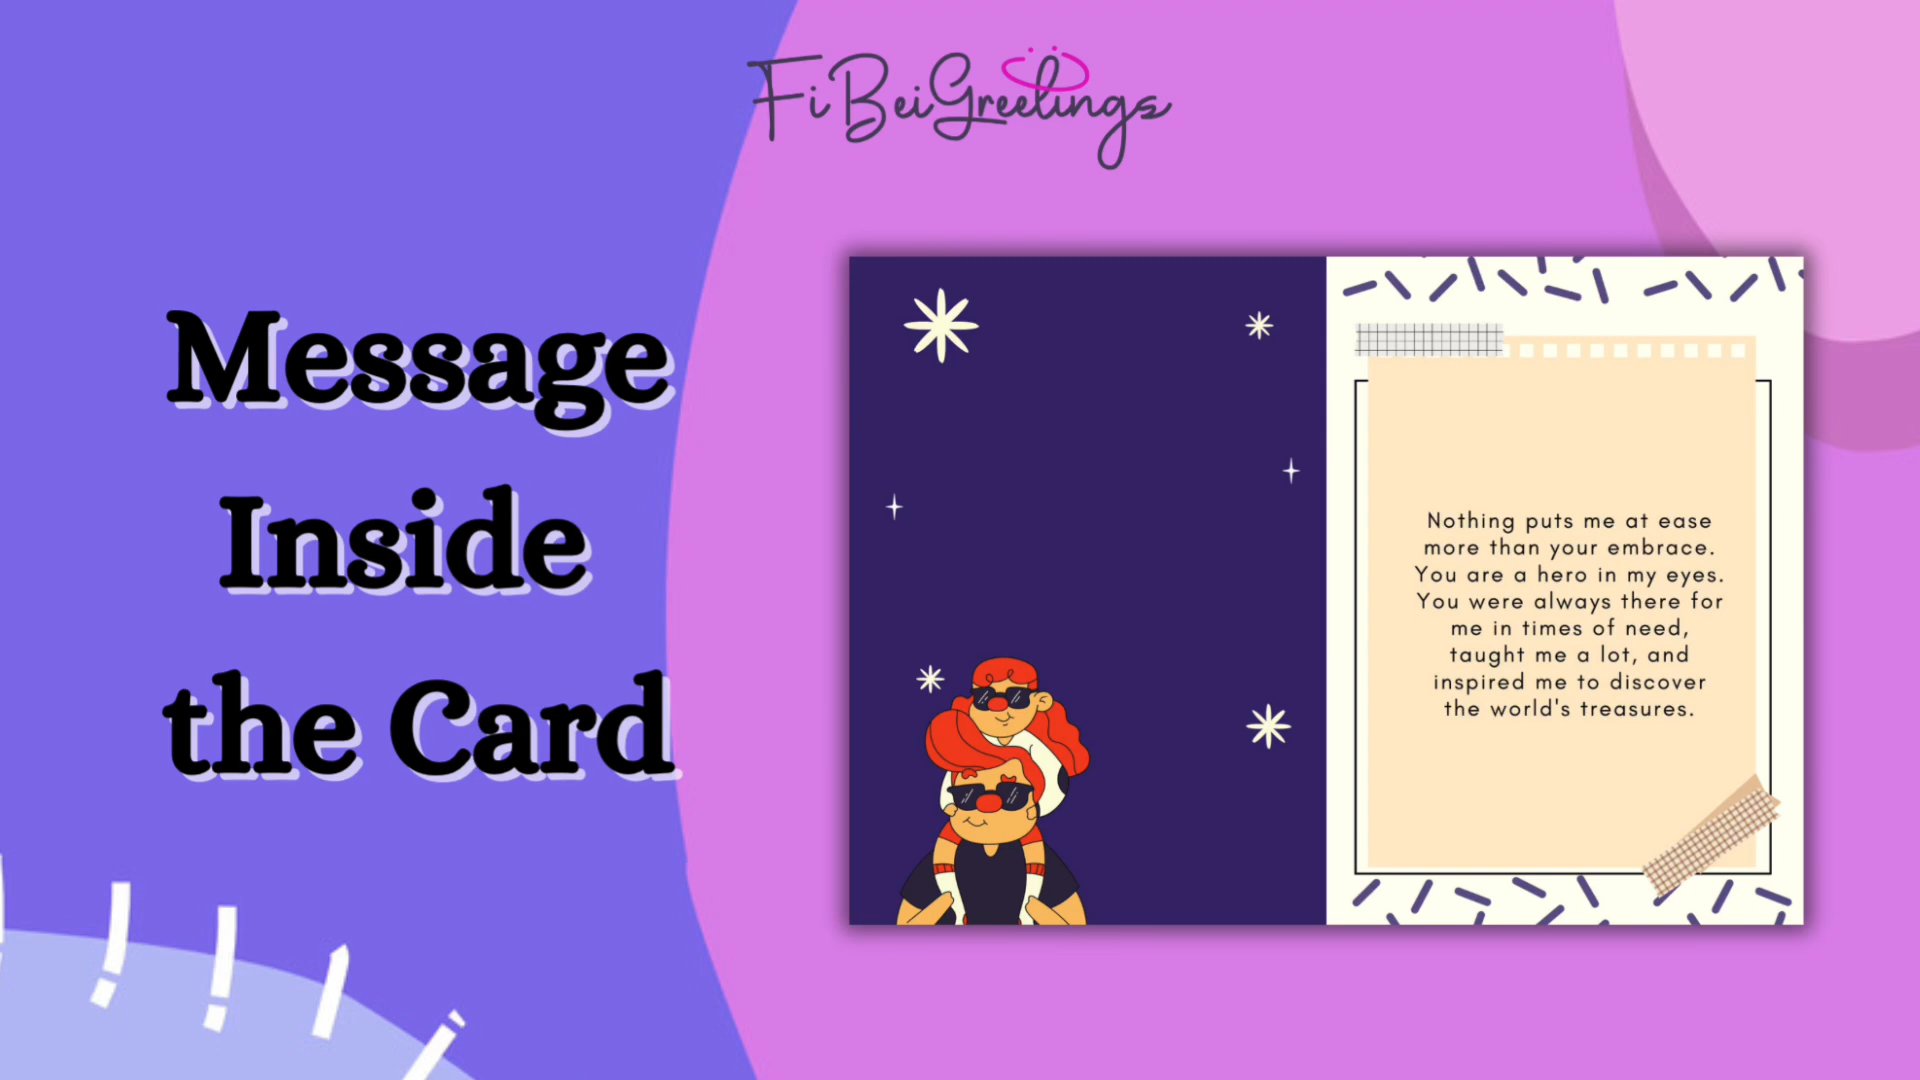 FiBeiGreetings
Message
Inside
the Card
Nothing puts me at ease
more than your embrace.
You are a hero in my eyes.
You were always there for
me in times of need,
taught me a lot, and
inspired me to discover
the world's treasures.